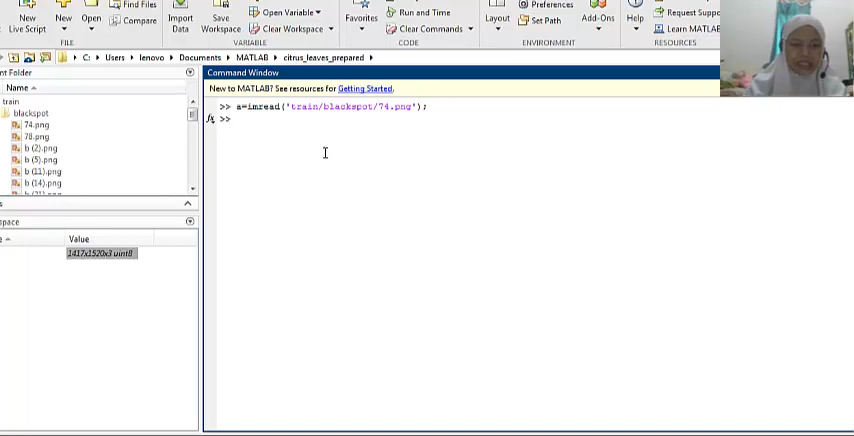 Find Files
Import
Save
Open Variable
Run and Time
Favorites
Preferences
Request Suppo
New
New
Open
Compare
Layout
Set Path
Add-Ons
Help
Live Script
Data
Workspace
Clear Workspace
Clear Commands
Learn MATLAB
FILE
VARIABLE
CODE
ENVIRONMENT
RESOURCES
C: Users lenovo Documents MATLAB citrus_leaves_prepared
nt Folder
Command Window
Name
New to MATLAB? See resources for Getting Started.
train
>> a=imread('train/blackspot/74.png');
blackspot
fx >>
74.png
78.png
b (2).png
b (5).png
b (11).png
b (14).png
s
space
e
Value
1417x1520x3 uint8